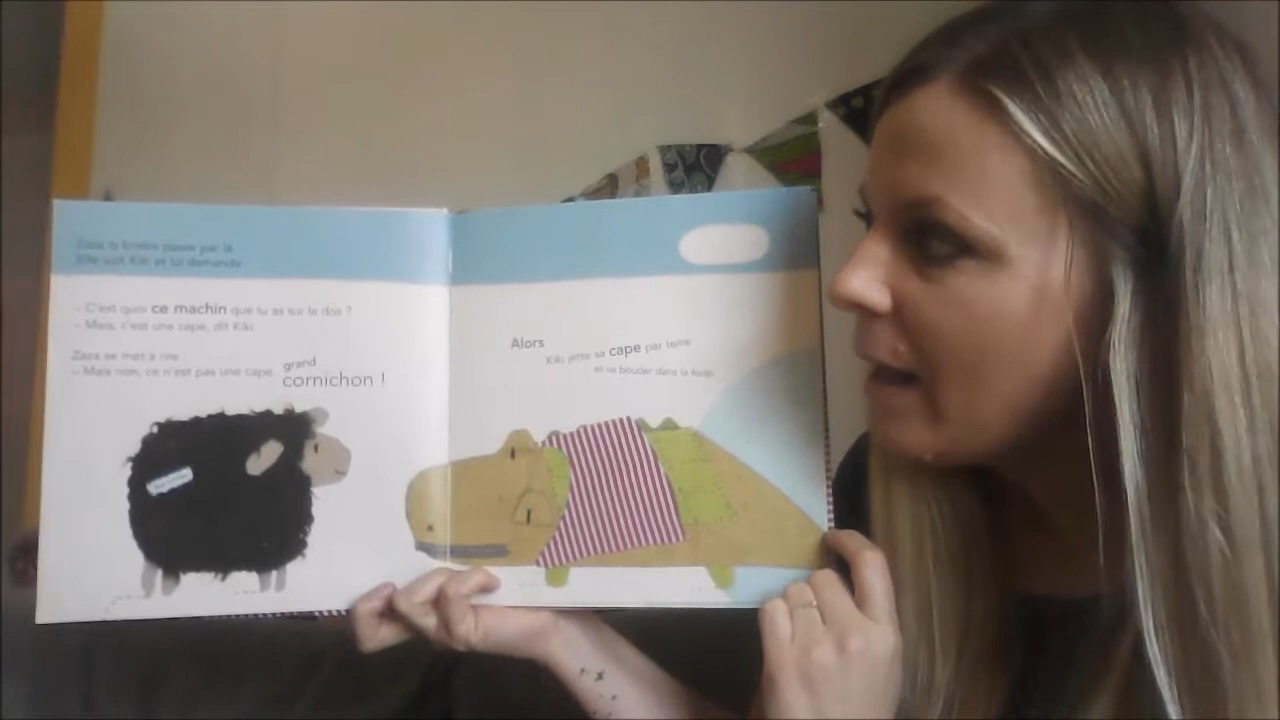 Zaza la brebis passe par là.
Elle voit Kiki et lui demande
– C'est quoi ce machin que tu as sur le dos ?
– Mais, c'est une cape, dit Kiki.
Zaza se met à rire
– Mais non, ce n'est pas une cape, grand
cornichon !
Alors
Kiki jette sa cape par terre
et va bouder dans la forêt.